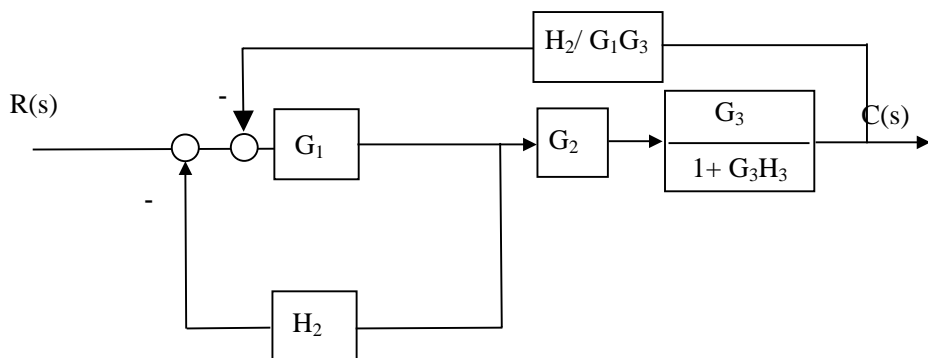 H₂/ G₁G₃
-
R(s)
G₁
G₂
G₃
1+ G₃H₃
C(s)
-
H₂